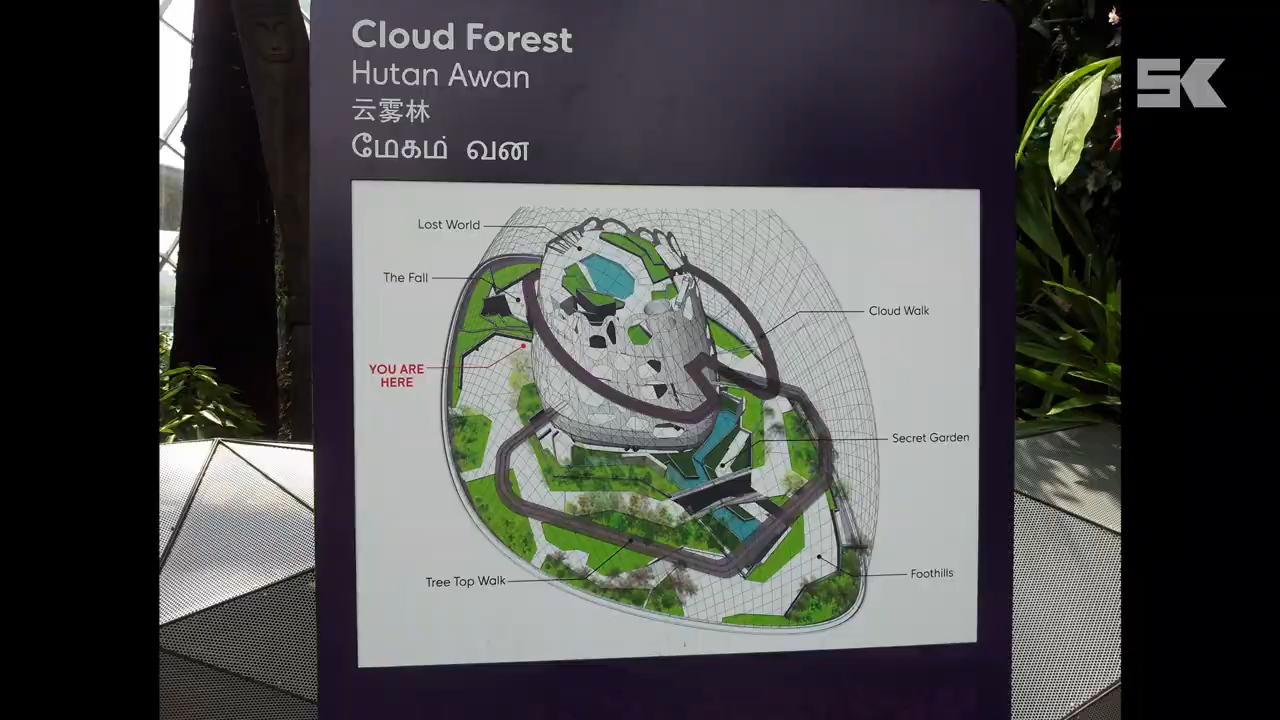 Cloud Forest
Hutan Awan
云雾林
மேகம் வன
Lost World
The Fall
Cloud Walk
YOU ARE
HERE
Secret Garden
Tree Top Walk
Foothills
SK